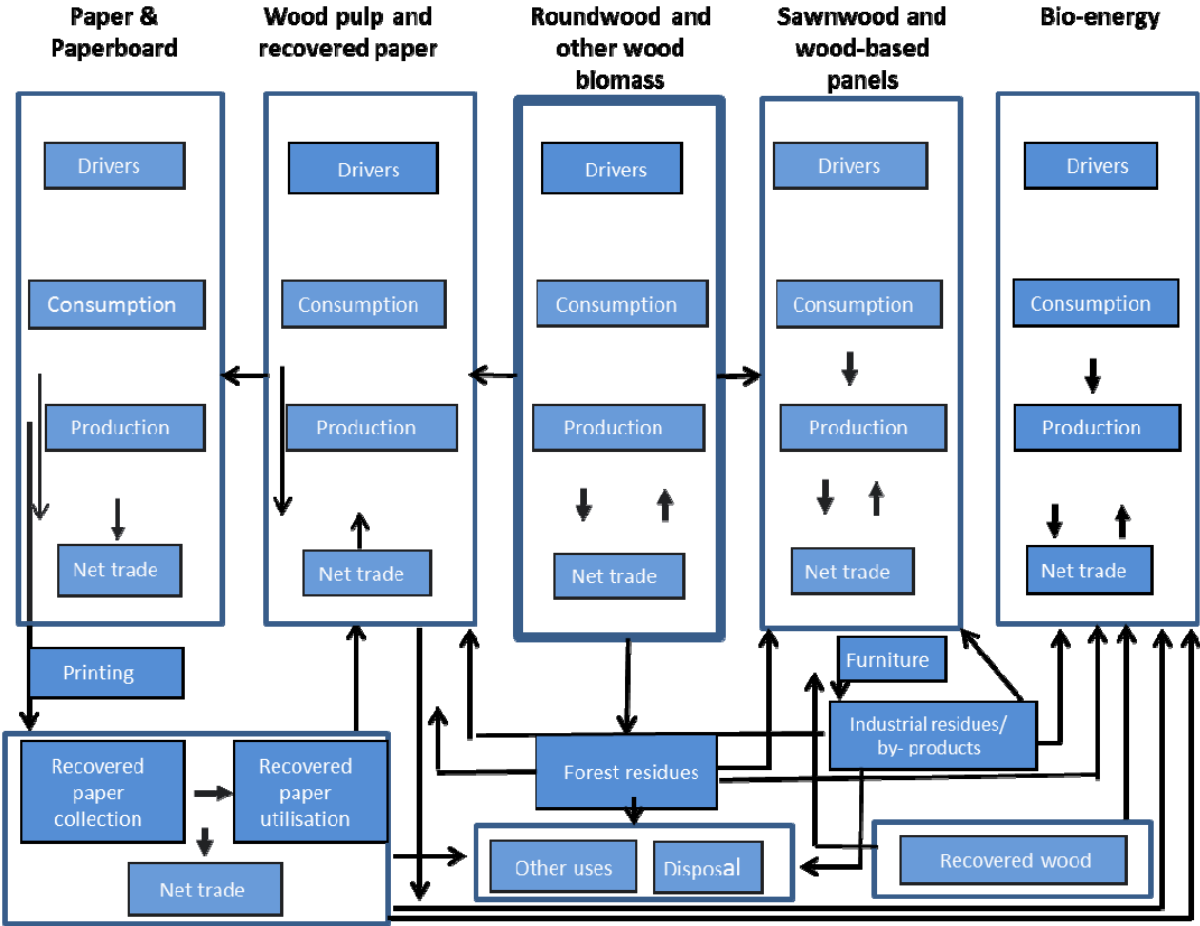 Paper &
Paperboard
Wood pulp and
recovered paper
Roundwood and
other wood
biomass
Sawnwood and
wood-based
panels
Bio-energy
Drivers
Drivers
Drivers
Drivers
Drivers
Consumption
Consumption
Consumption
Consumption
Consumption
Production
Production
Production
Production
Production
Net trade
Net trade
Net trade
Net trade
Net trade
Printing
Furniture
Industrial residues/
by- products
Forest residues
Recovered
paper
collection
Recovered
paper
utilisation
Net trade
Other uses
Disposal
Recovered wood